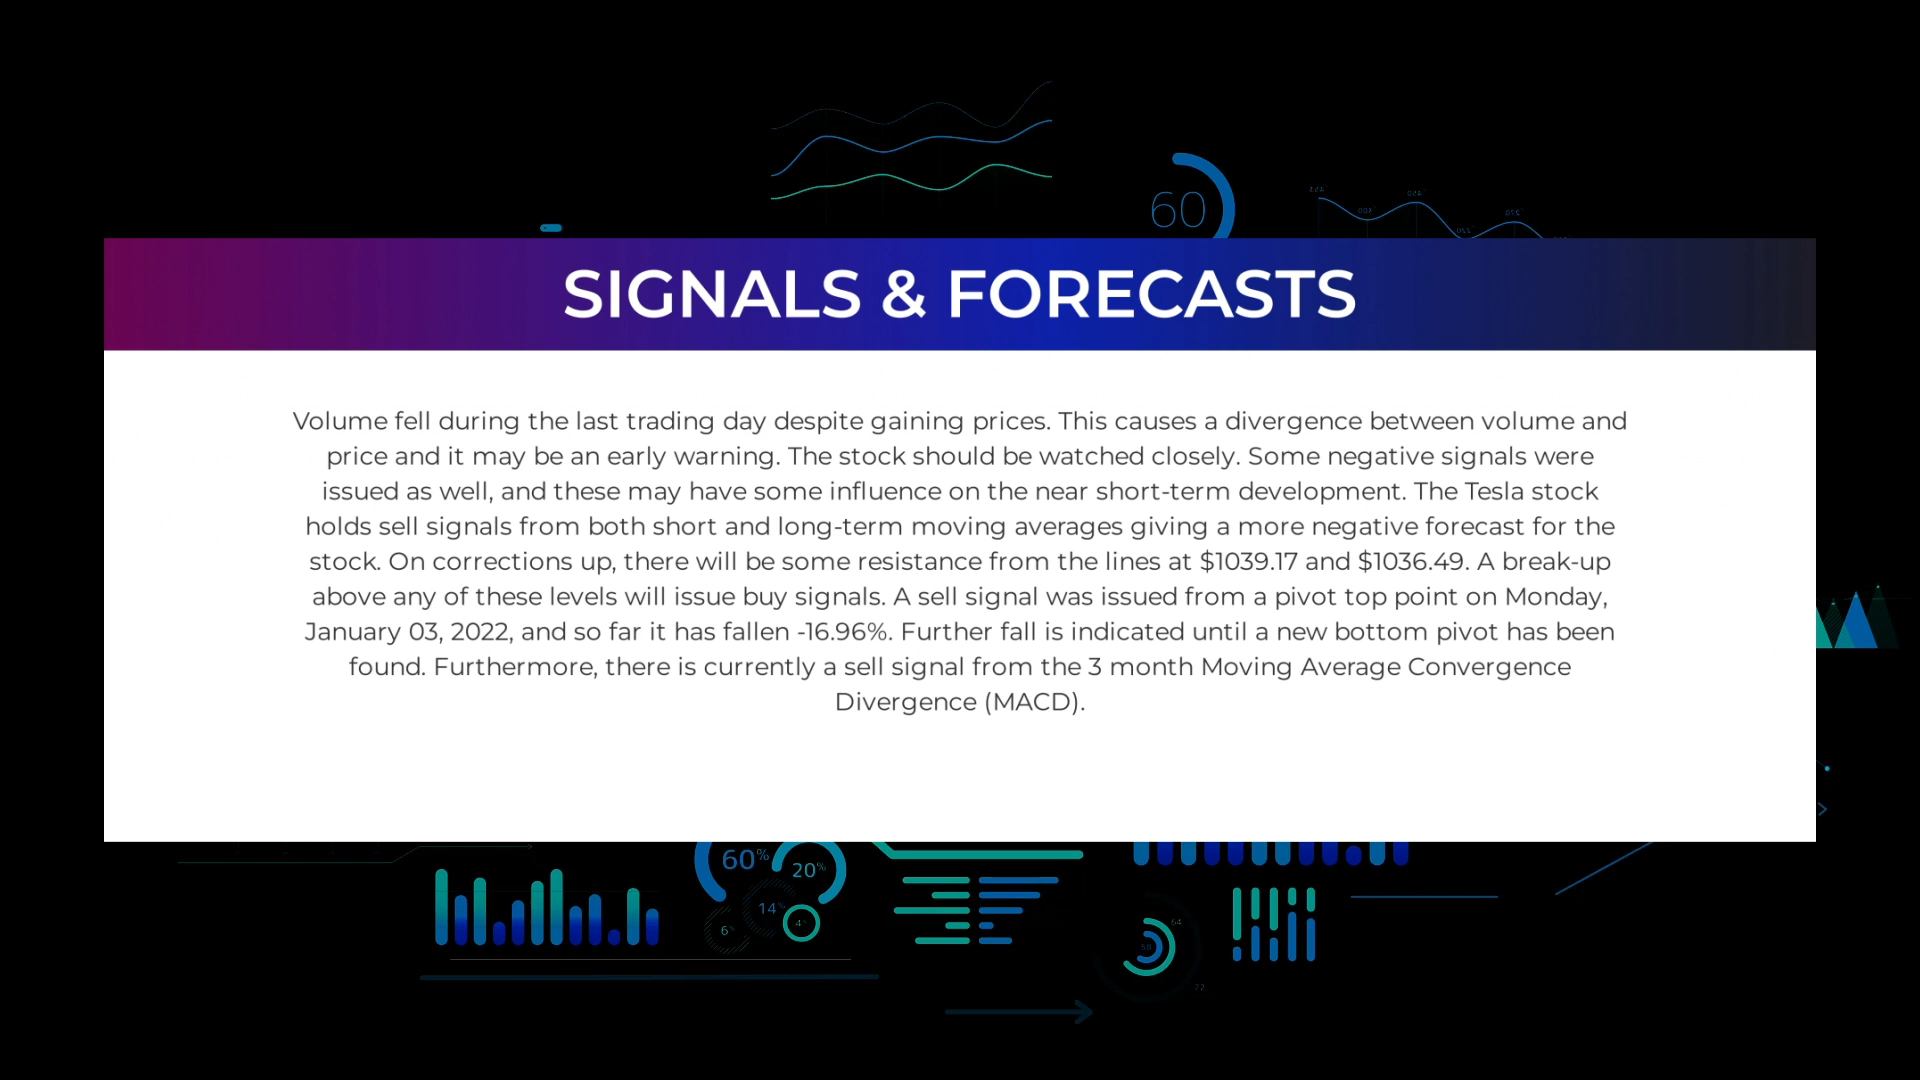 60
SIGNALS & FORECASTS
Volume fell during the last trading day despite gaining prices. This causes a divergence between volume and
price and it may be an early warning. The stock should be watched closely. Some negative signals were
issued as well, and these may have some influence on the near short-term development. The Tesla stock
holds sell signals from both short and long-term moving averages giving a more negative forecast for the
stock. On corrections up, there will be some resistance from the lines at $1039.17 and $1036.49. A break-up
above any of these levels will issue buy signals. A sell signal was issued from a pivot top point on Monday,
January 03, 2022, and so far it has fallen -16.96%. Further fall is indicated until a new bottom pivot has been
found. Furthermore, there is currently a sell signal from the 3 month Moving Average Convergence
Divergence (MACD).
60%
20%
14
6
4
64
72